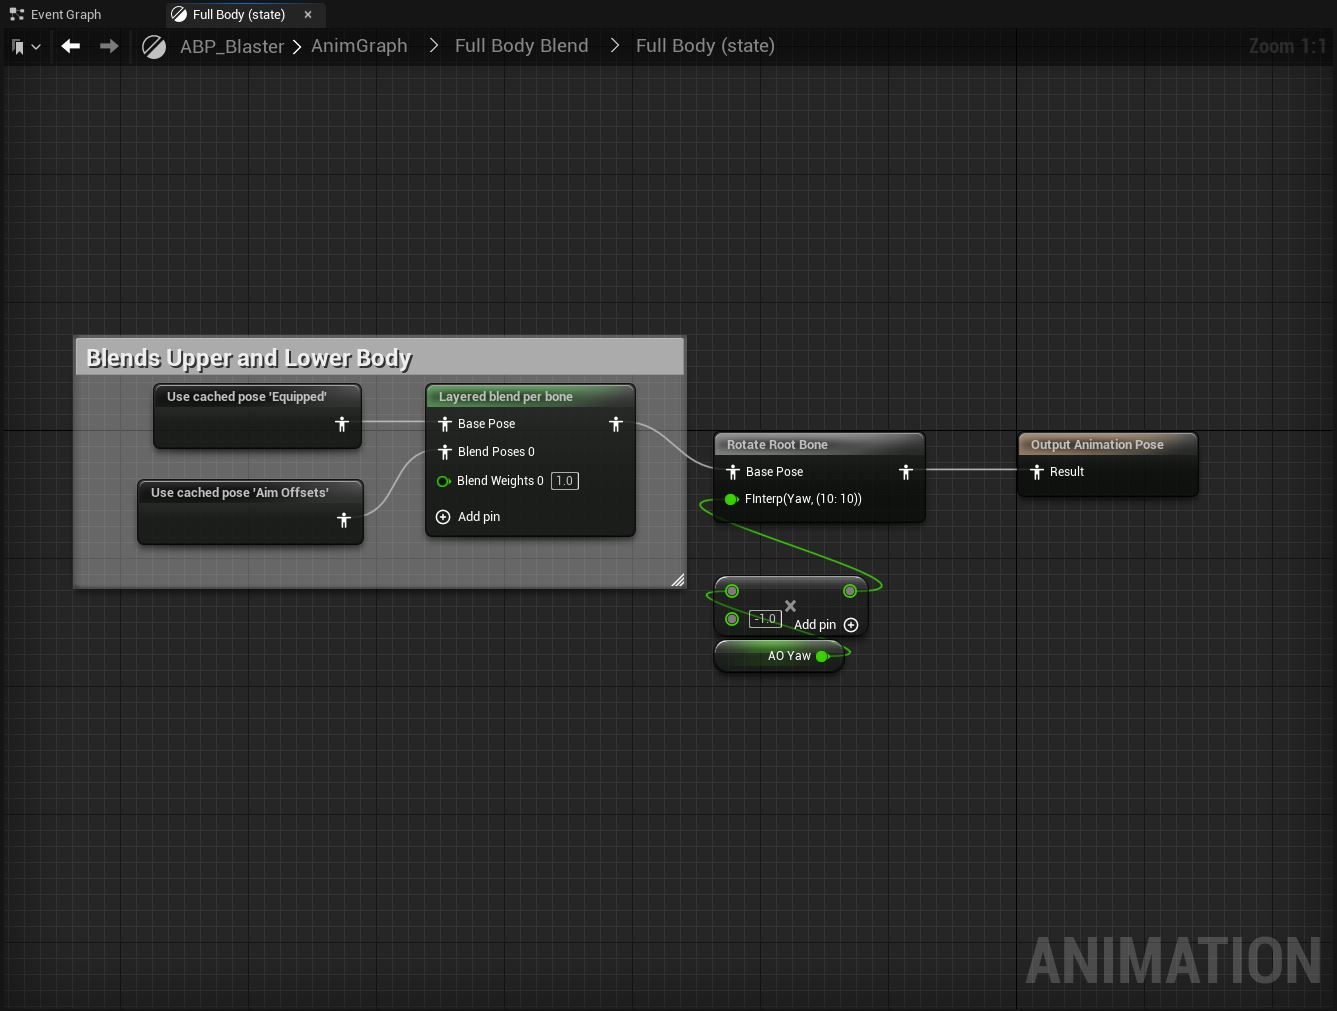 Event Graph
Full Body (state)
ABP_Blaster > AnimGraph > Full Body Blend > Full Body (state)
Zoom 1:1
Blends Upper and Lower Body
Use cached pose 'Equipped'
Layered blend per bone
Base Pose
Blend Poses 0
Blend Weights 0 1.0
Add pin
Use cached pose 'Aim Offsets'
Rotate Root Bone
Base Pose
FInterp(Yaw, (10: 10))
Output Animation Pose
Result
-1.0
Add pin
AO Yaw
ANIMATION